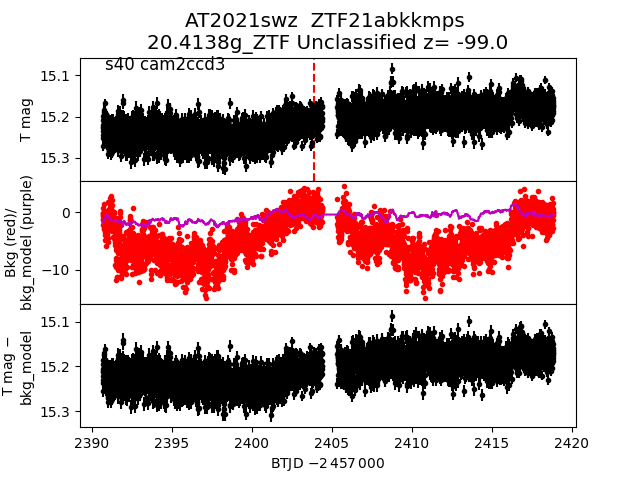 AT2021swz  ZTF21abkkmps
20.4138g_ZTF Unclassified z= -99.0
s40 cam2ccd3
T mag
15.1
15.2
15.3
Bkg (red)/
bkg_model (purple)
0
−10
T mag −
bkg_model
15.1
15.2
15.3
2390
2395
2400
2405
2410
2415
2420
BTJD −2 457 000